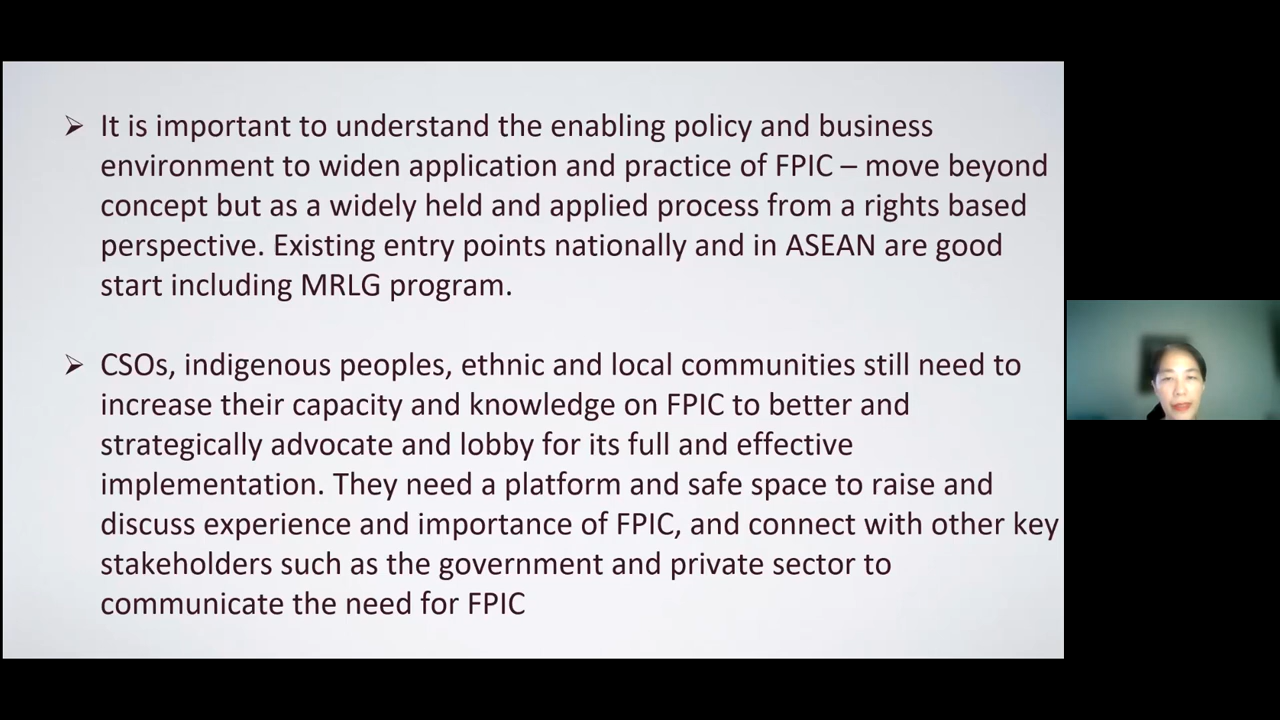 ➢ It is important to understand the enabling policy and business
environment to widen application and practice of FPIC – move beyond
concept but as a widely held and applied process from a rights based
perspective. Existing entry points nationally and in ASEAN are good
start including MRLG program.
➢ CSOs, indigenous peoples, ethnic and local communities still need to
increase their capacity and knowledge on FPIC to better and
strategically advocate and lobby for its full and effective
implementation. They need a platform and safe space to raise and
discuss experience and importance of FPIC, and connect with other key
stakeholders such as the government and private sector to
communicate the need for FPIC